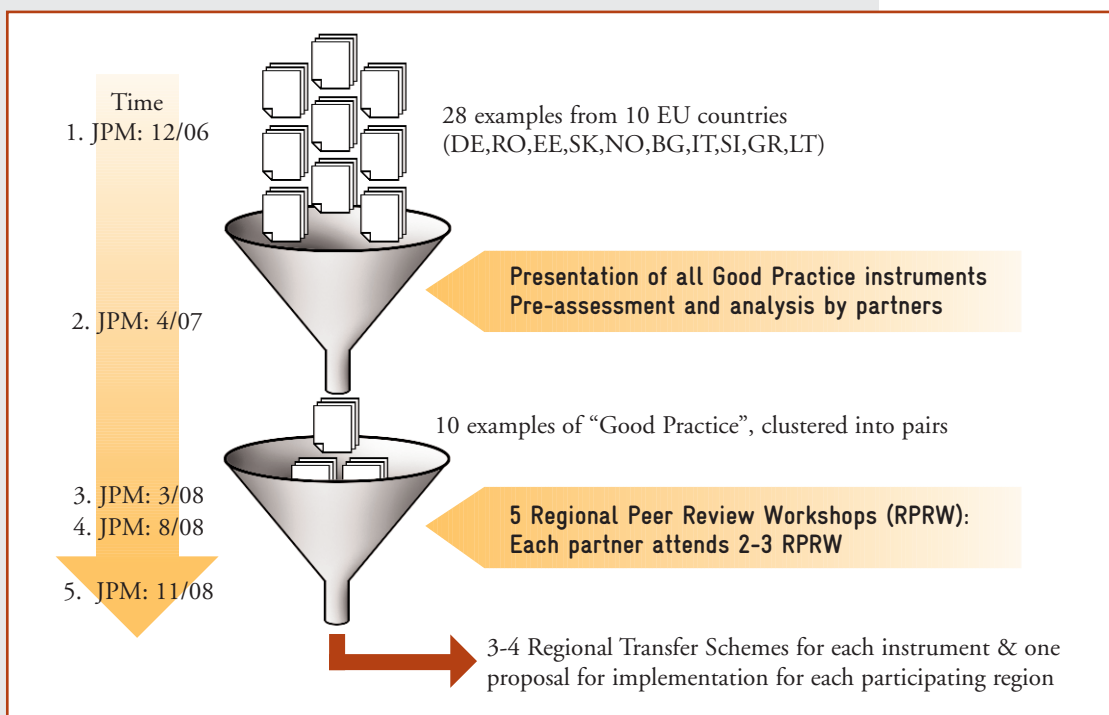 Time
1. JPM: 12/06
28 examples from 10 EU countries
(DE,RO,EE,SK,NO,BG,IT,SI,GR,LT)
Presentation of all Good Practice instruments
Pre-assessment and analysis by partners
2. JPM: 4/07
10 examples of “Good Practice”, clustered into pairs
3. JPM: 3/08
4. JPM: 8/08
5 Regional Peer Review Workshops (RPRW):
Each partner attends 2-3 RPRW
5. JPM: 11/08
3-4 Regional Transfer Schemes for each instrument & one
proposal for implementation for each participating region